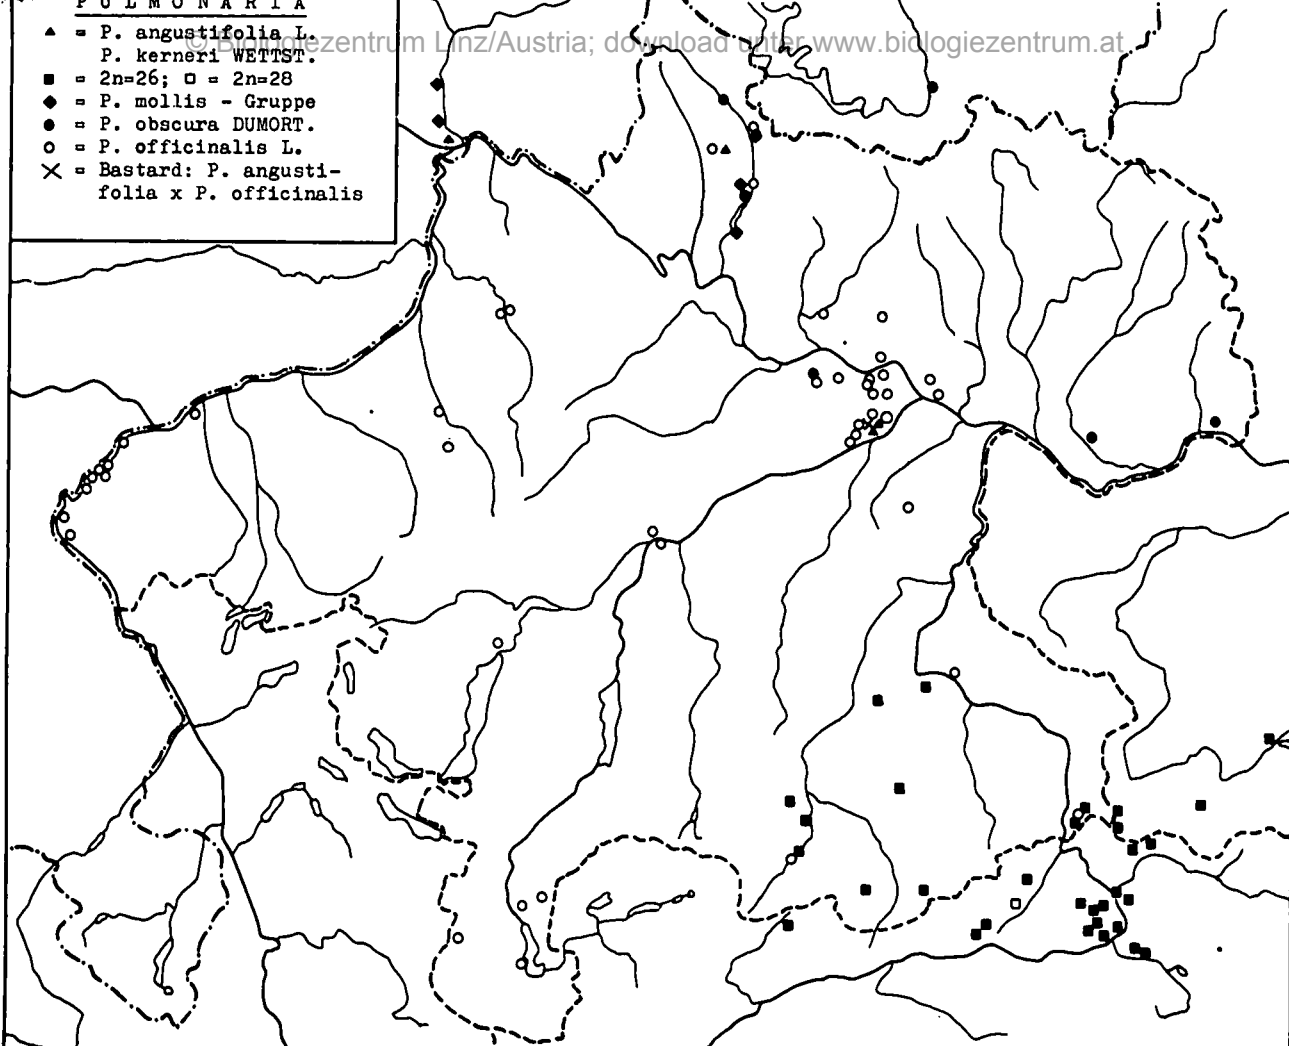 PULMONARIA
▲ = P. angustifolia L.
© Biologiezentrum Linz/Austria; download unter www.biologiezentrum.at
P. kerneri WETTST.
■ = 2n=26; □ = 2n=28
◆ = P. mollis - Gruppe
● = P. obscura DUMORT.
○ = P. officinalis L.
✕ = Bastard: P. angusti-
folia x P. officinalis